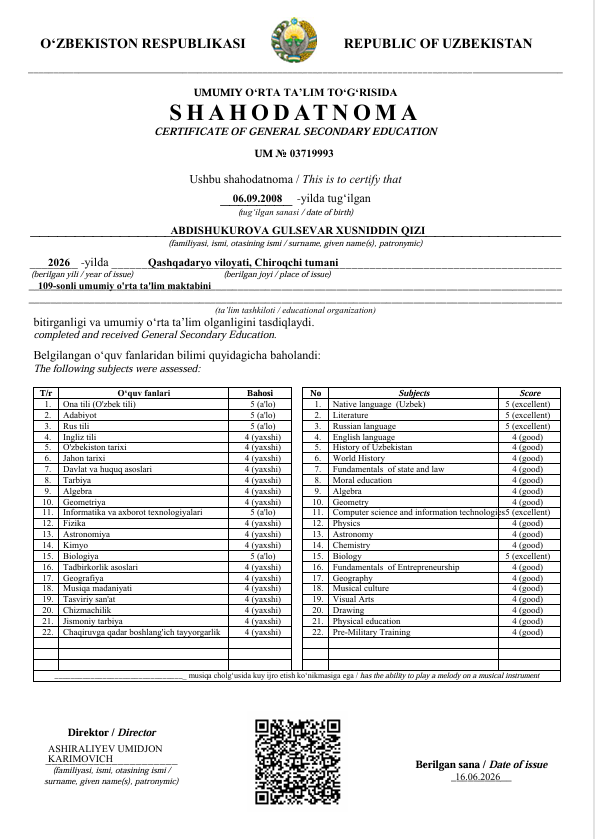 O‘ZBEKISTON RESPUBLIKASI REPUBLIC OF UZBEKISTAN
UMUMIY O‘RTA TA’LIM TO‘G‘RISIDA
SHAHODATNOMA
CERTIFICATE OF GENERAL SECONDARY EDUCATION
UM № 03719993
Ushbu shahodatnoma / This is to certify that
06.09.2008 -yilda tug‘ilgan
(tug‘ilgan sanasi / date of birth)
ABDISHUKUROVA GULSEVAR XUSNIDDIN QIZI
(familiyasi, ismi, otasining ismi / surname, given name(s), patronymic)
2026 -yilda Qashqadaryo viloyati, Chiroqchi tumani
(berilgan yili / year of issue) (berilgan joyi / place of issue)
109-sonli umumiy o'rta ta'lim maktabini
(ta’lim tashkiloti / educational organization)
bitirganligi va umumiy o‘rta ta’lim olganligini tasdiqlaydi.
completed and received General Secondary Education.
Belgilangan o‘quv fanlaridan bilimi quyidagicha baholandi:
The following subjects were assessed:
T/r O‘quv fanlari Bahosi No Subjects Score
1. Ona tili (O'zbek tili) 5 (a'lo) 1. Native language (Uzbek) 5 (excellent)
2. Adabiyot 5 (a'lo) 2. Literature 5 (excellent)
3. Rus tili 5 (a'lo) 3. Russian language 5 (excellent)
4. Ingliz tili 4 (yaxshi) 4. English language 4 (good)
5. O'zbekiston tarixi 4 (yaxshi) 5. History of Uzbekistan 4 (good)
6. Jahon tarixi 4 (yaxshi) 6. World History 4 (good)
7. Davlat va huquq asoslari 4 (yaxshi) 7. Fundamentals of state and law 4 (good)
8. Tarbiya 4 (yaxshi) 8. Moral education 4 (good)
9. Algebra 4 (yaxshi) 9. Algebra 4 (good)
10. Geometriya 4 (yaxshi) 10. Geometry 4 (good)
11. Informatika va axborot texnologiyalari 5 (a'lo) 11. Computer science and information technologies 5 (excellent)
12. Fizika 4 (yaxshi) 12. Physics 4 (good)
13. Astronomiya 4 (yaxshi) 13. Astronomy 4 (good)
14. Kimyo 4 (yaxshi) 14. Chemistry 4 (good)
15. Biologiya 5 (a'lo) 15. Biology 5 (excellent)
16. Tadbirkorlik asoslari 4 (yaxshi) 16. Fundamentals of Entrepreneurship 4 (good)
17. Geografiya 4 (yaxshi) 17. Geography 4 (good)
18. Musiqa madaniyati 4 (yaxshi) 18. Musical culture 4 (good)
19. Tasviriy san'at 4 (yaxshi) 19. Visual Arts 4 (good)
20. Chizmachilik 4 (yaxshi) 20. Drawing 4 (good)
21. Jismoniy tarbiya 4 (yaxshi) 21. Physical education 4 (good)
22. Chaqiruvga qadar boshlang'ich tayyorgarlik 4 (yaxshi) 22. Pre-Military Training 4 (good)
musiqa cholg‘usida kuy ijro etish ko‘nikmasiga ega / has the ability to play a melody on a musical instrument
Direktor / Director
ASHIRALIYEV UMIDJON
KARIMOVICH
(familiyasi, ismi, otasining ismi /
surname, given name(s), patronymic)
Berilgan sana / Date of issue
16.06.2026